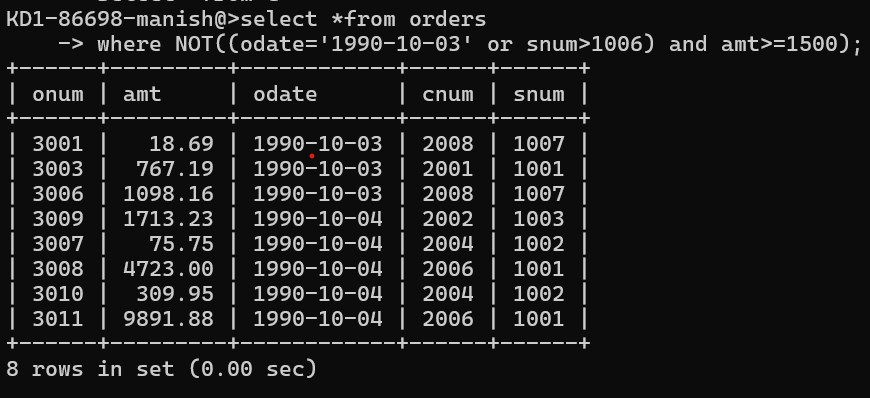 KD1-86698-manish@>select *from orders
    -> where NOT((odate='1990-10-03' or snum>1006) and amt>=1500);
+------+---------+------------+------+------+
| onum | amt     | odate      | cnum | snum |
+------+---------+------------+------+------+
| 3001 |   18.69 | 1990-10-03 | 2008 | 1007 |
| 3003 |  767.19 | 1990-10-03 | 2001 | 1001 |
| 3006 | 1098.16 | 1990-10-03 | 2008 | 1007 |
| 3009 | 1713.23 | 1990-10-04 | 2002 | 1003 |
| 3007 |   75.75 | 1990-10-04 | 2004 | 1002 |
| 3008 | 4723.00 | 1990-10-04 | 2006 | 1001 |
| 3010 |  309.95 | 1990-10-04 | 2004 | 1002 |
| 3011 | 9891.88 | 1990-10-04 | 2006 | 1001 |
+------+---------+------------+------+------+
8 rows in set (0.00 sec)